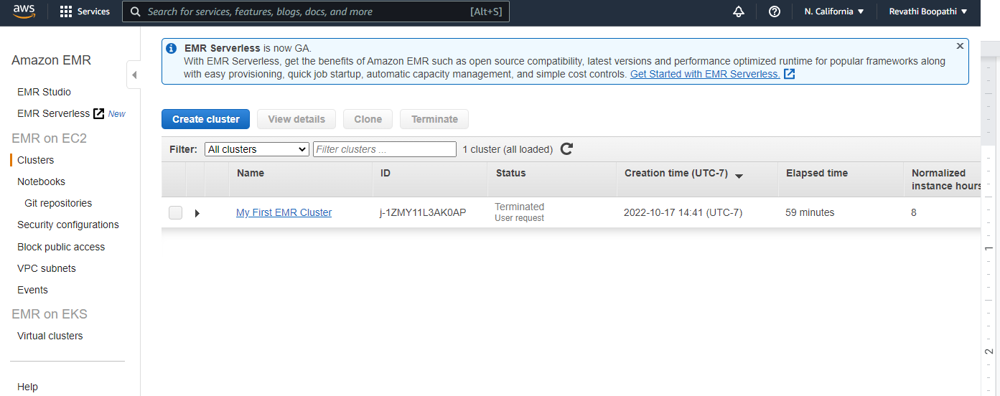 aws
Services
Search for services, features, blogs, docs, and more
[Alt+S]
N. California
Revathi Boopathi
Amazon EMR
EMR Studio
EMR Serverless New
EMR on EC2
Clusters
Notebooks
Git repositories
Security configurations
Block public access
VPC subnets
Events
EMR on EKS
Virtual clusters
Help
EMR Serverless is now GA.
With EMR Serverless, get the benefits of Amazon EMR such as open source compatibility, latest versions and performance optimized runtime for popular frameworks along
with easy provisioning, quick job startup, automatic capacity management, and simple cost controls. Get Started with EMR Serverless.
Create cluster View details Clone Terminate
Filter: All clusters Filter clusters ... 1 cluster (all loaded)
Name ID Status Creation time (UTC-7) Elapsed time Normalized
instance hours
My First EMR Cluster j-1ZMY11L3AK0AP Terminated 2022-10-17 14:41 (UTC-7) 59 minutes 8
User request
1
2